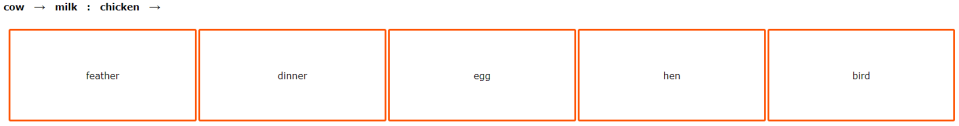 cow → milk : chicken →
feather dinner egg hen bird